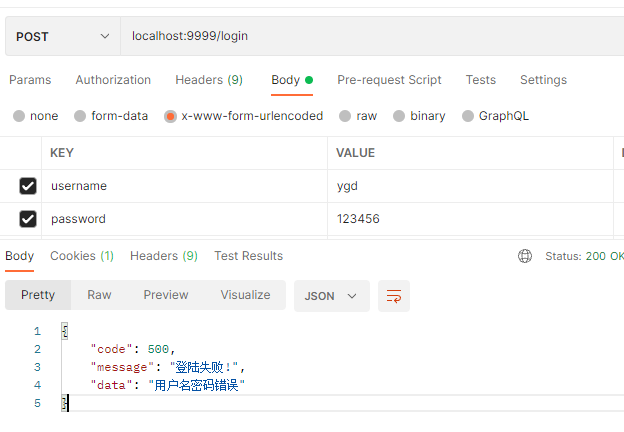 POST localhost:9999/login
Params Authorization Headers (9) Body Pre-request Script Tests Settings
none form-data x-www-form-urlencoded raw binary GraphQL
KEY VALUE
username ygd
password 123456
Body Cookies (1) Headers (9) Test Results Status: 200 OK
Pretty Raw Preview Visualize JSON
1 {
2 "code": 500,
3 "message": "登陆失败!",
4 "data": "用户名密码错误"
5 }